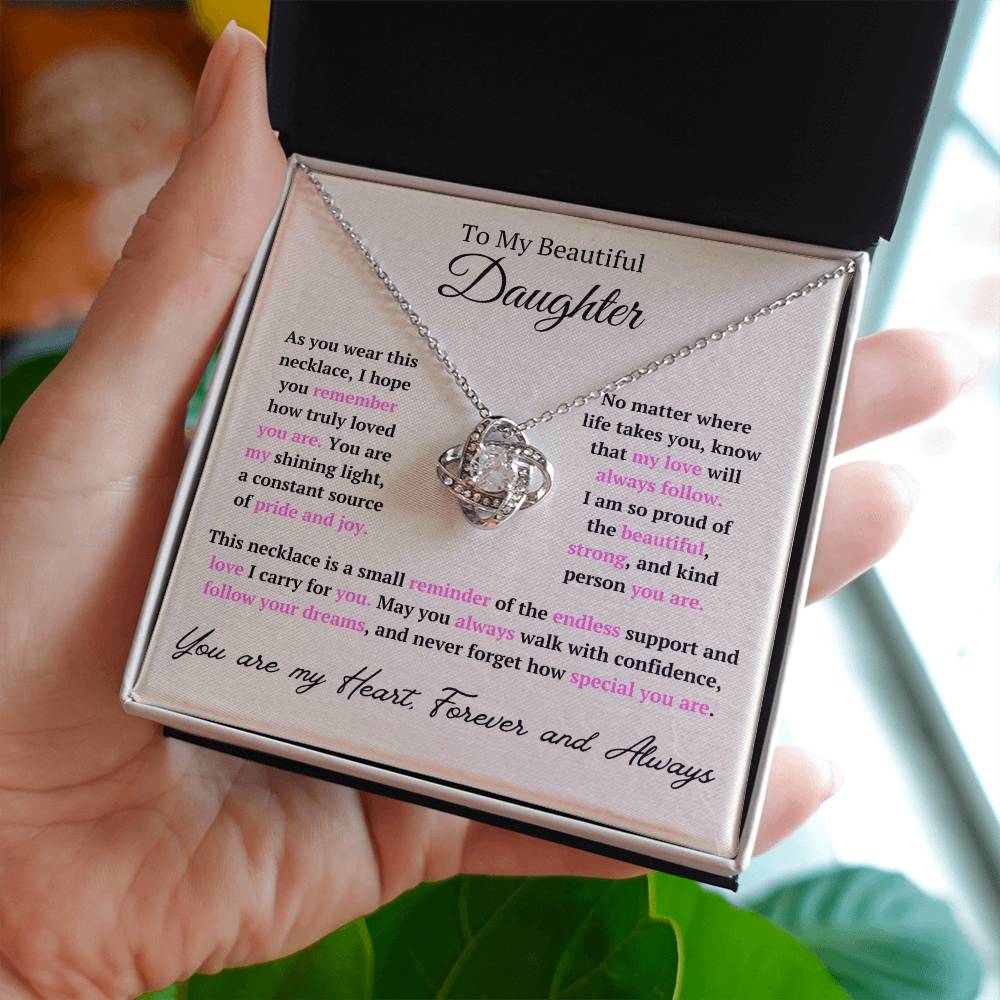 To My Beautiful
Daughter
As you wear this
necklace, I hope
you remember
how truly loved
you are. You are
my shining light,
a constant source
of pride and joy.
No matter where
life takes you, know
that my love will
always follow.
I am so proud of
the beautiful,
strong, and kind
person you are.
This necklace is a small reminder of the endless support and
love I carry for you. May you always walk with confidence,
follow your dreams, and never forget how special you are.
You are my Heart, Forever and Always